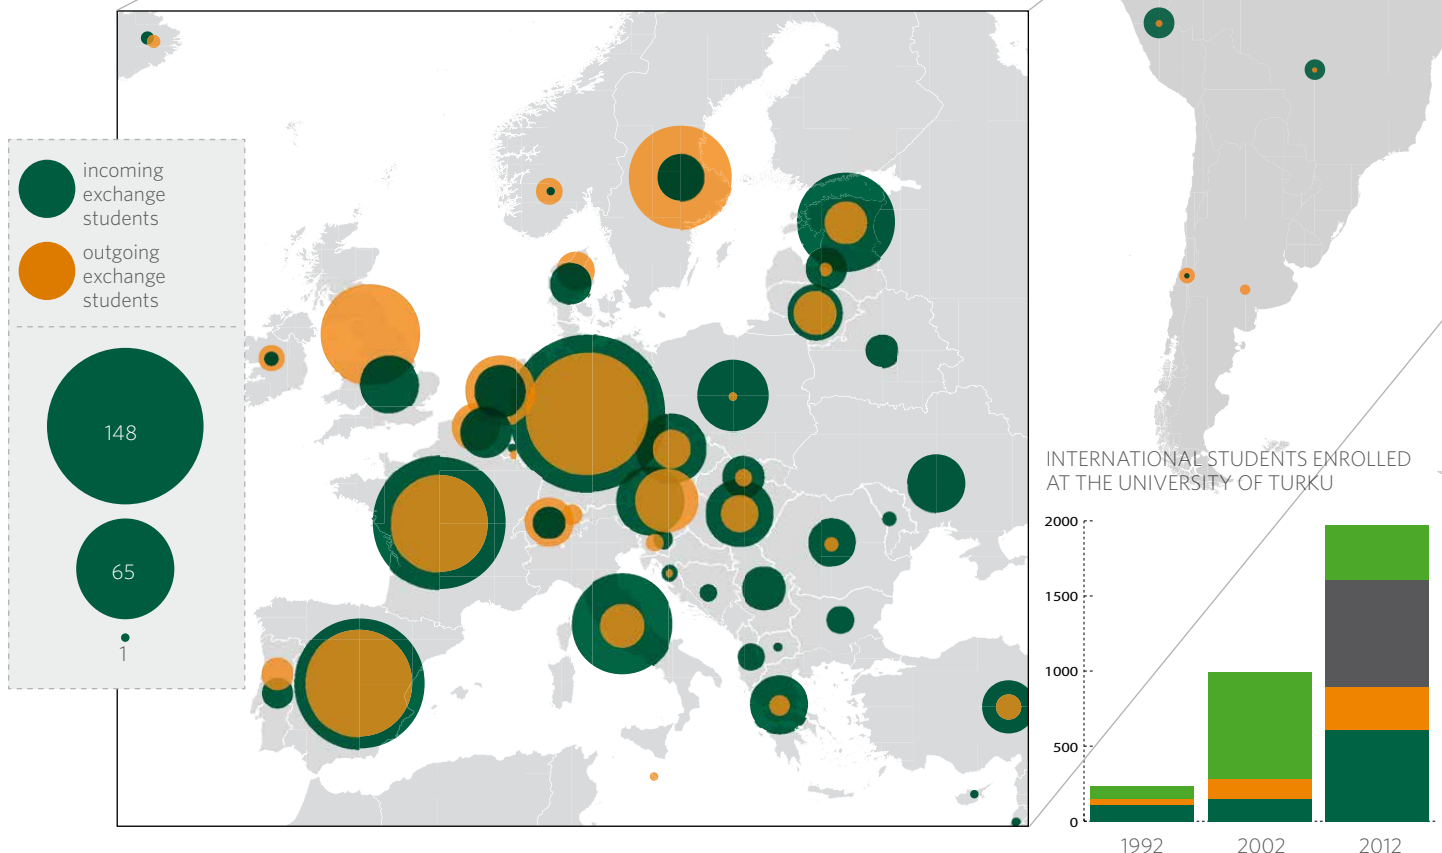 incoming
exchange
students
outgoing
exchange
students
148
65
1
INTERNATIONAL STUDENTS ENROLLED
AT THE UNIVERSITY OF TURKU
2000
1500
1000
500
0
1992
2002
2012